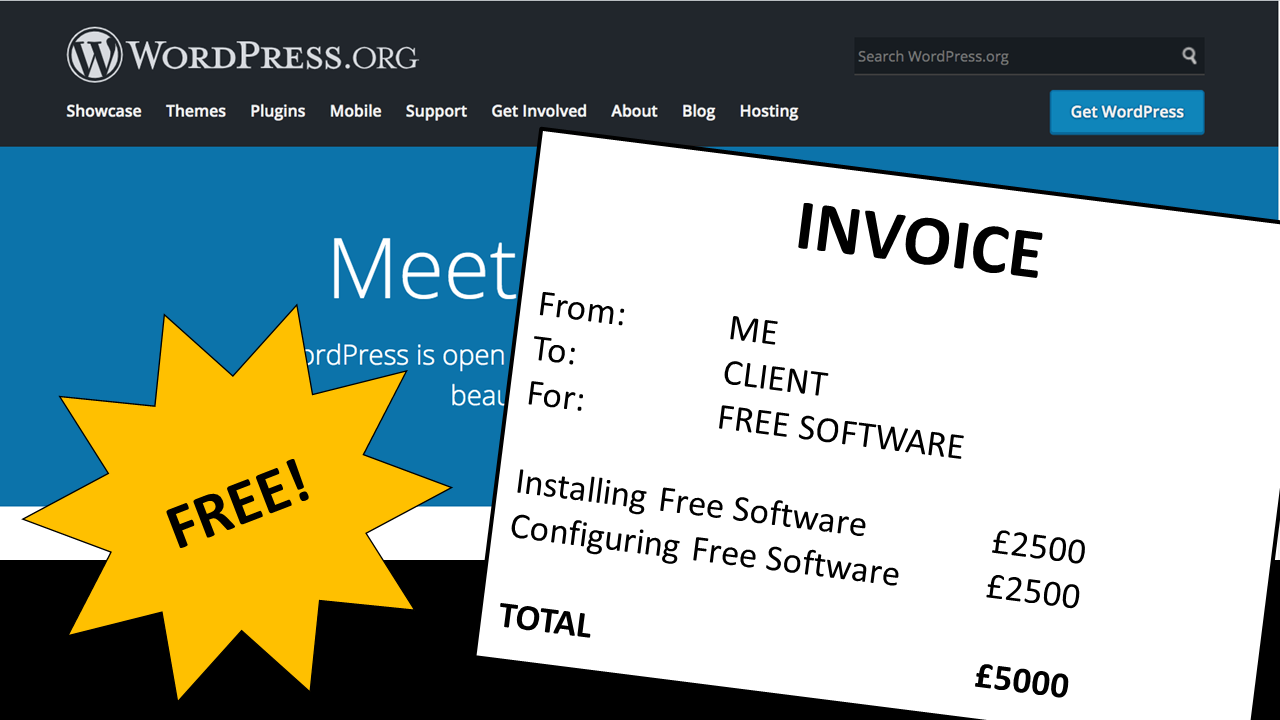 WORDPRESS.ORG
Search WordPress.org
Showcase Themes Plugins Mobile Support Get Involved About Blog Hosting
Get WordPress
Meet
is open
FREE!
INVOICE
From: ME
To: CLIENT
For: FREE SOFTWARE
Installing Free Software £2500
Configuring Free Software £2500
TOTAL £5000